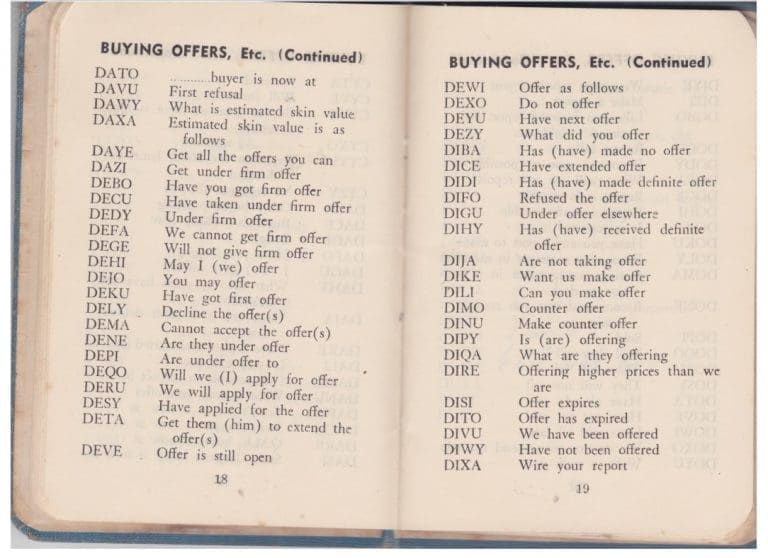 BUYING OFFERS, Etc. (Continued)
DATO ...........buyer is now at
DAVU First refusal
DAWY What is estimated skin value
DAXA Estimated skin value is as
follows
DAYE Get all the offers you can
DAZI Get under firm offer
DEBO Have you got firm offer
DECU Have taken under firm offer
DEDY Under firm offer
DEFA We cannot get firm offer
DEGE Will not give firm offer
DEHI May I (we) offer
DEJO You may offer
DEKU Have got first offer
DELY Decline the offer(s)
DEMA Cannot accept the offer(s)
DENE Are they under offer
DEPI Are under offer to
DEQO Will we (I) apply for offer
DERU We will apply for offer
DESY Have applied for the offer
DETA Get them (him) to extend the
offer(s)
DEVE Offer is still open
18
BUYING OFFERS, Etc. (Continued)
DEWI Offer as follows
DEXO Do not offer
DEYU Have next offer
DEZY What did you offer
DIBA Has (have) made no offer
DICE Have extended offer
DIDI Has (have) made definite offer
DIFO Refused the offer
DIGU Under offer elsewhere
DIHY Has (have) received definite
offer
DIJA Are not taking offer
DIKE Want us make offer
DILI Can you make offer
DIMO Counter offer
DINU Make counter offer
DIPY Is (are) offering
DIQA What are they offering
DIRE Offering higher prices than we
are
DISI Offer expires
DITO Offer has expired
DIVU We have been offered
DIWY Have not been offered
DIXA Wire your report
19